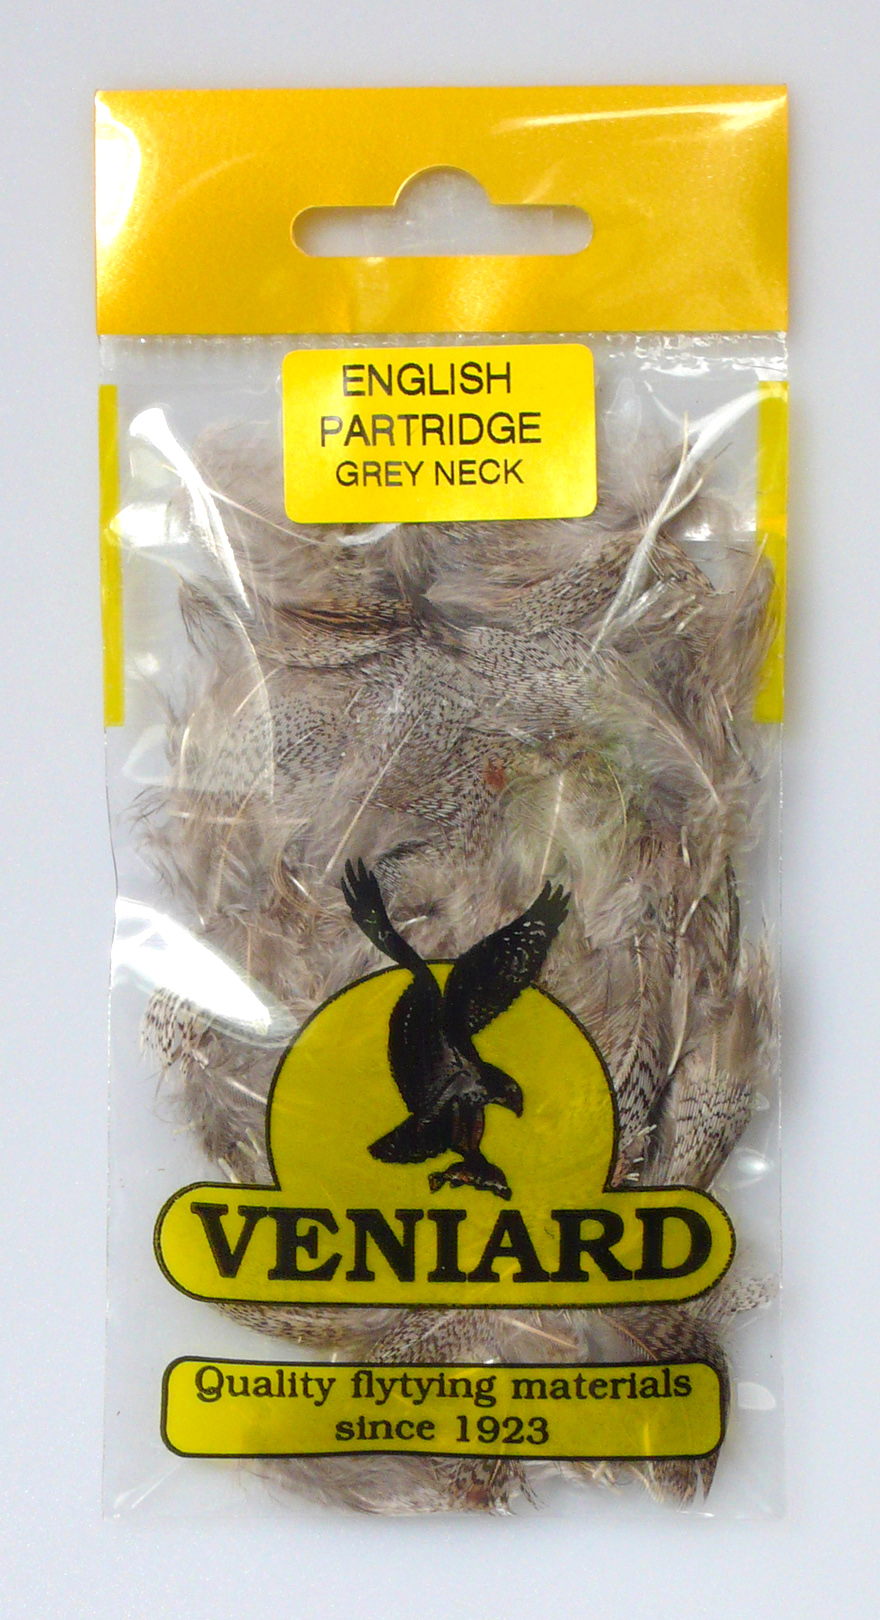 ENGLISH
PARTRIDGE
GREY NECK
VENIARD
Quality flytying materials
since 1923